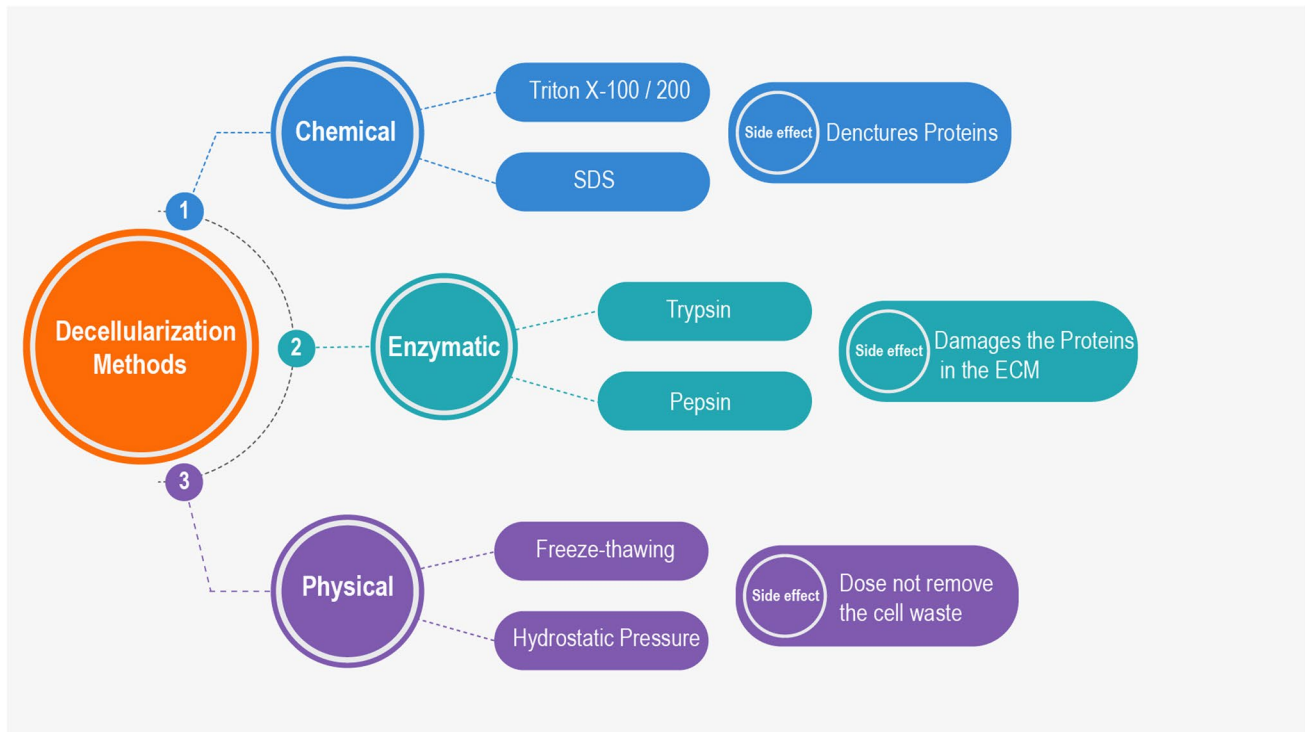 Decellularization
Methods
1
Chemical
Triton X-100 / 200
SDS
Side effect
Denctures Proteins
2
Enzymatic
Trypsin
Pepsin
Side effect
Damages the Proteins
in the ECM
3
Physical
Freeze-thawing
Hydrostatic Pressure
Side effect
Dose not remove
the cell waste